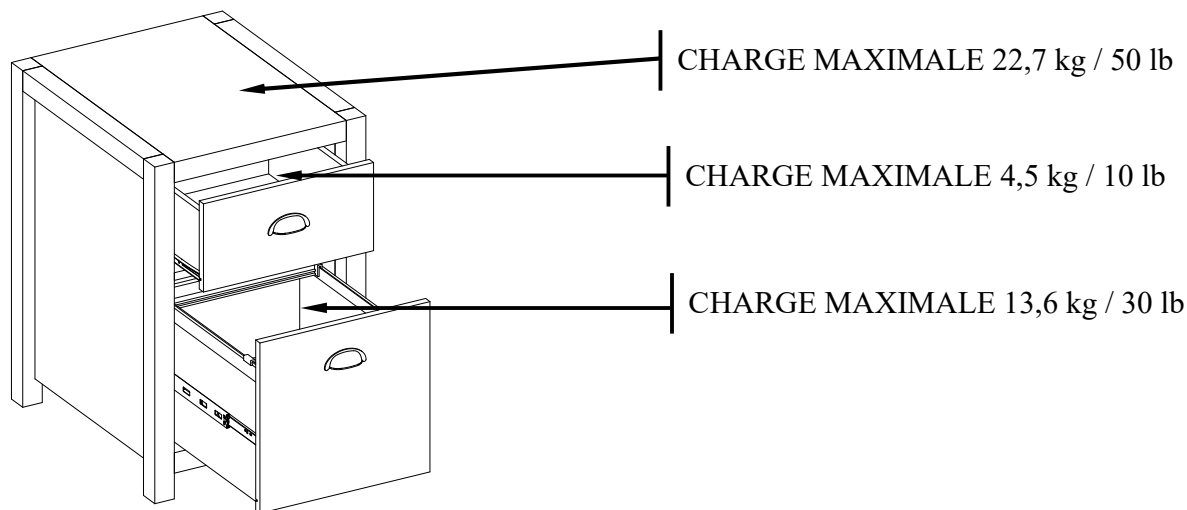 CHARGE MAXIMALE 22,7 kg / 50 lb
CHARGE MAXIMALE 4,5 kg / 10 lb
CHARGE MAXIMALE 13,6 kg / 30 lb